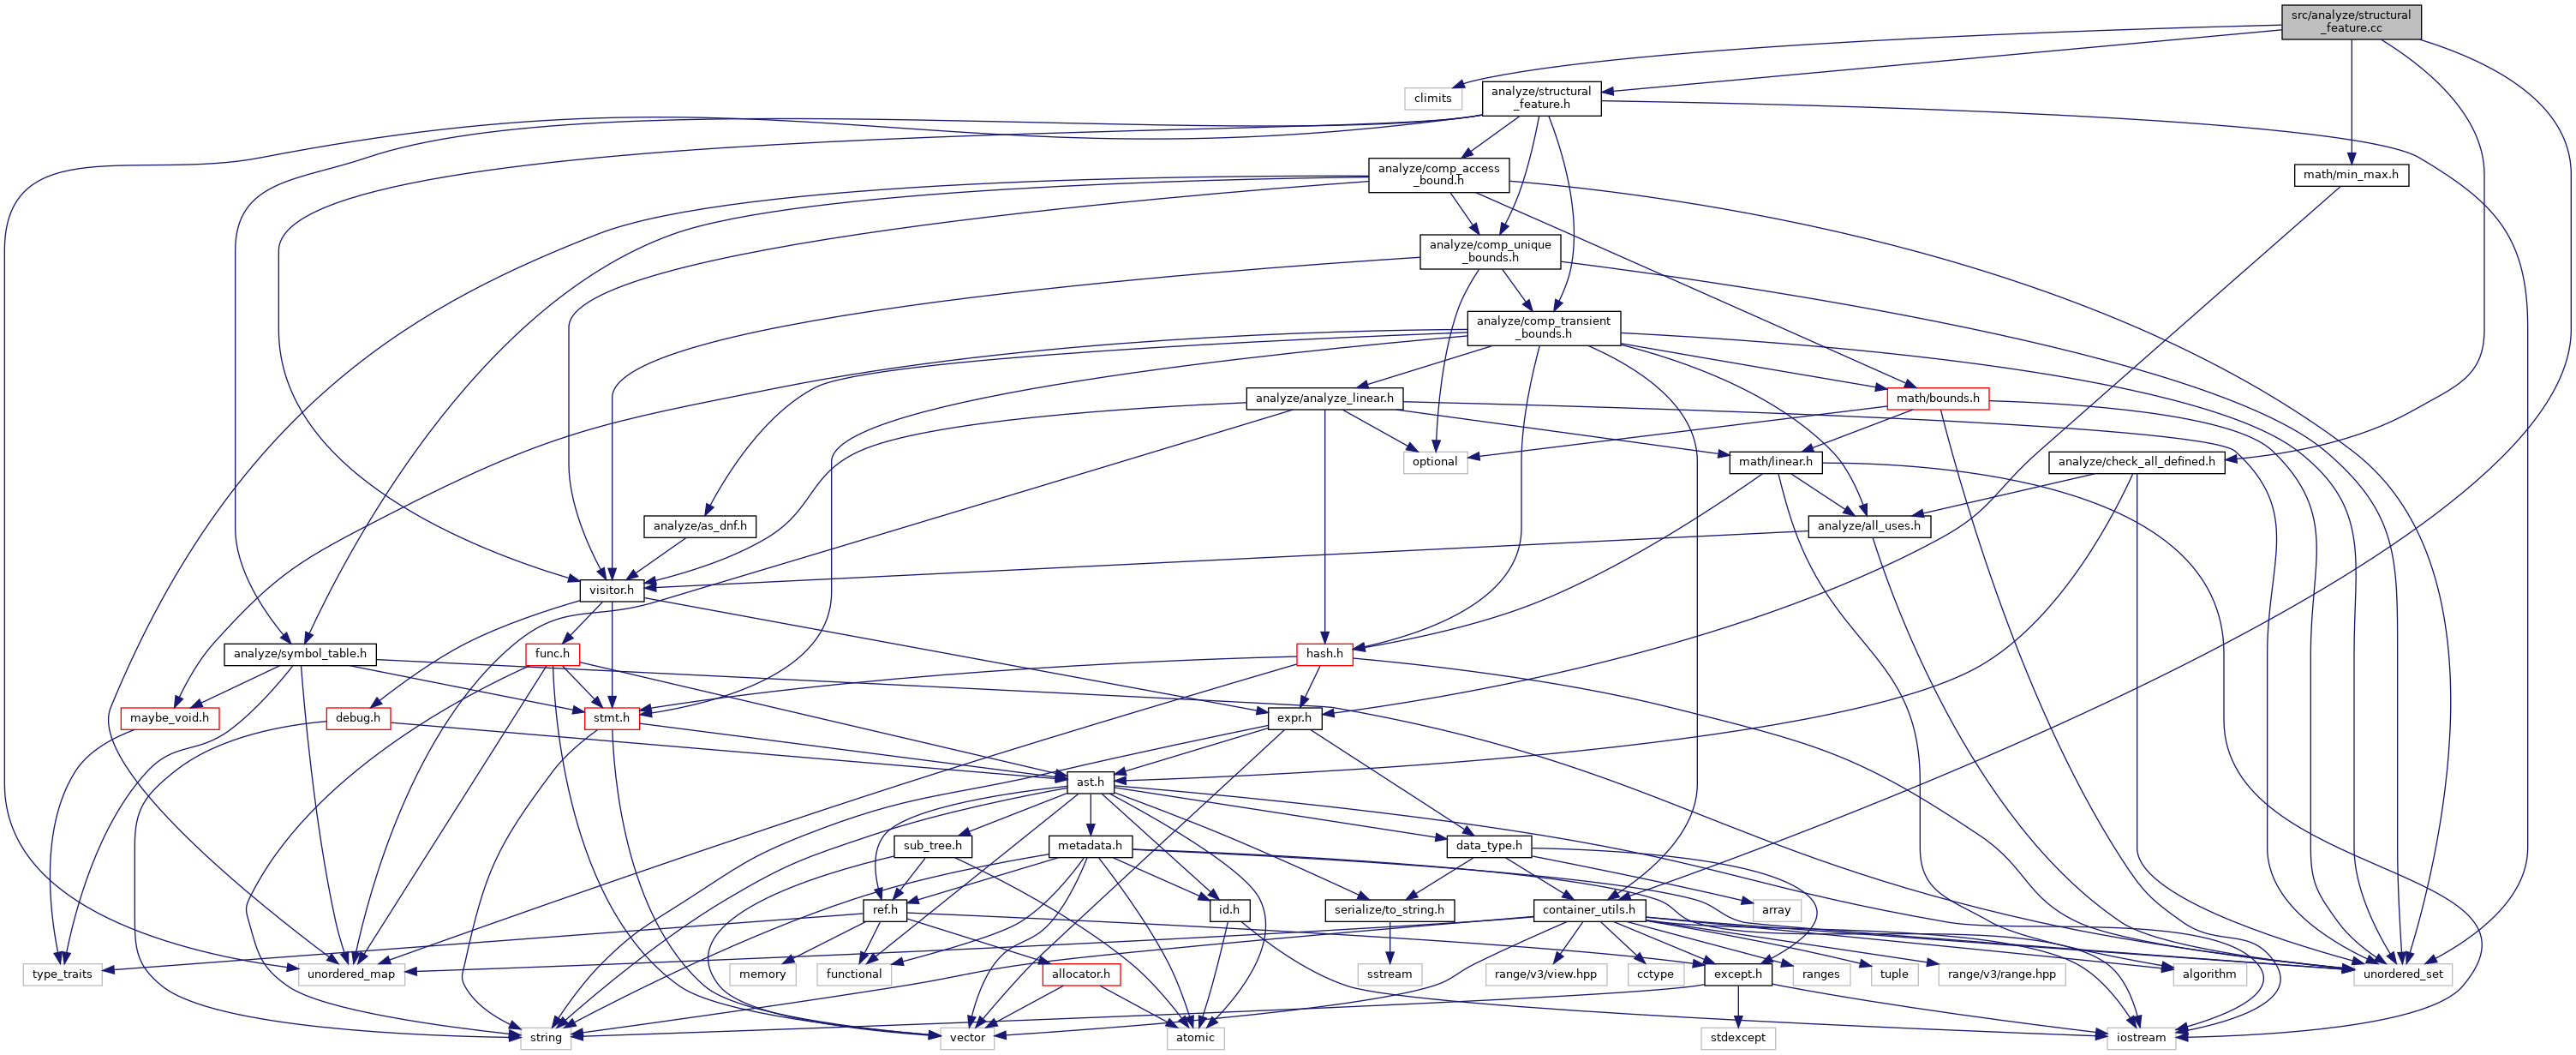 src/analyze/structural
_feature.cc
climits
analyze/structural
_feature.h
analyze/comp_access
_bound.h
math/min_max.h
analyze/comp_unique
_bounds.h
analyze/comp_transient
_bounds.h
analyze/analyze_linear.h
math/bounds.h
optional
math/linear.h
analyze/check_all_defined.h
analyze/as_dnf.h
analyze/all_uses.h
visitor.h
analyze/symbol_table.h
func.h
hash.h
maybe_void.h
debug.h
stmt.h
expr.h
ast.h
sub_tree.h
metadata.h
data_type.h
ref.h
id.h
serialize/to_string.h
container_utils.h
array
type_traits
unordered_map
memory
functional
allocator.h
sstream
range/v3/view.hpp
cctype
except.h
ranges
tuple
range/v3/range.hpp
algorithm
unordered_set
string
vector
atomic
stdexcept
iostream